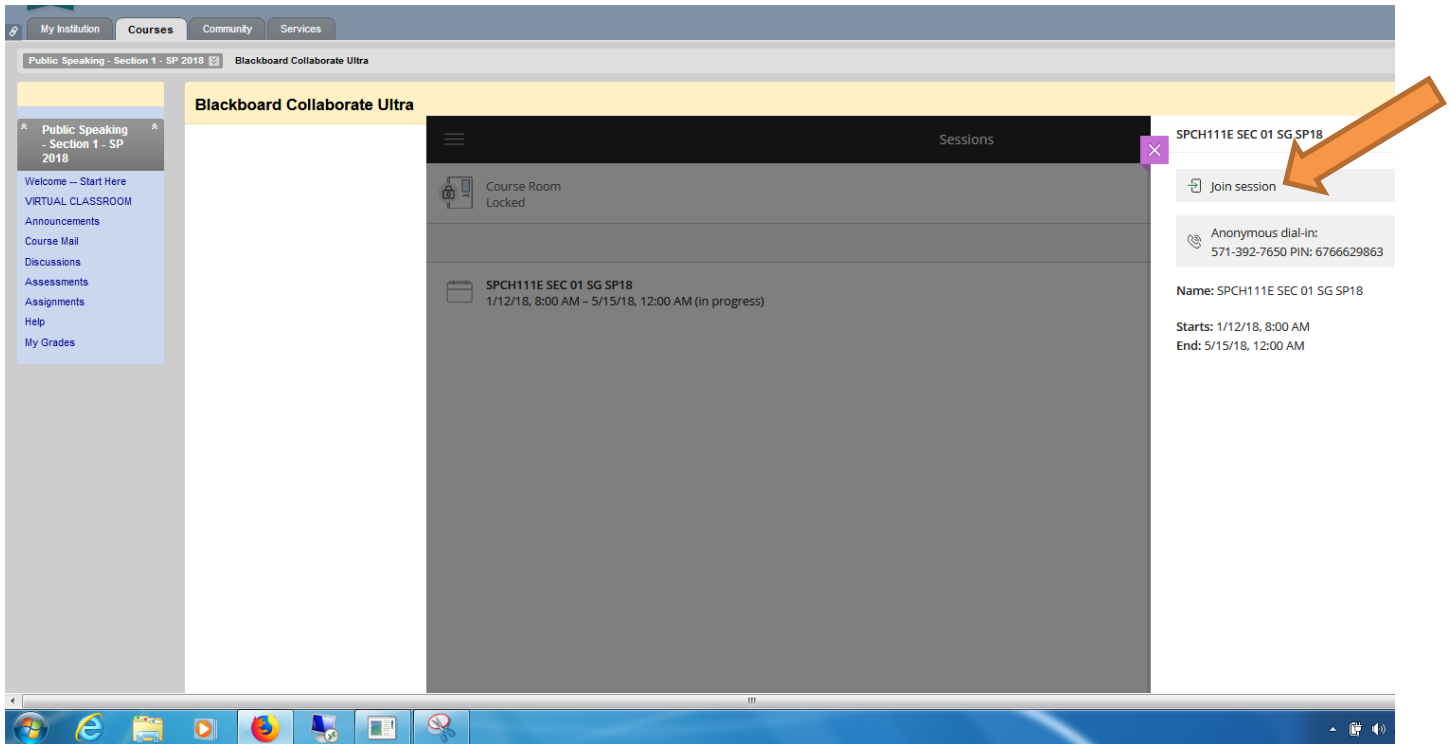 My Institution Courses Community Services
Public Speaking - Section 1 - SP 2018 Blackboard Collaborate Ultra
Blackboard Collaborate Ultra
Public Speaking
- Section 1 - SP
2018
Welcome -- Start Here
VIRTUAL CLASSROOM
Announcements
Course Mail
Discussions
Assessments
Assignments
Help
My Grades
Sessions
Course Room
Locked
SPCH111E SEC 01 SG SP18
1/12/18, 8:00 AM – 5/15/18, 12:00 AM (in progress)
SPCH111E SEC 01 SG SP18
Join session
Anonymous dial-in:
571-392-7650 PIN: 6766629863
Name: SPCH111E SEC 01 SG SP18
Starts: 1/12/18, 8:00 AM
End: 5/15/18, 12:00 AM